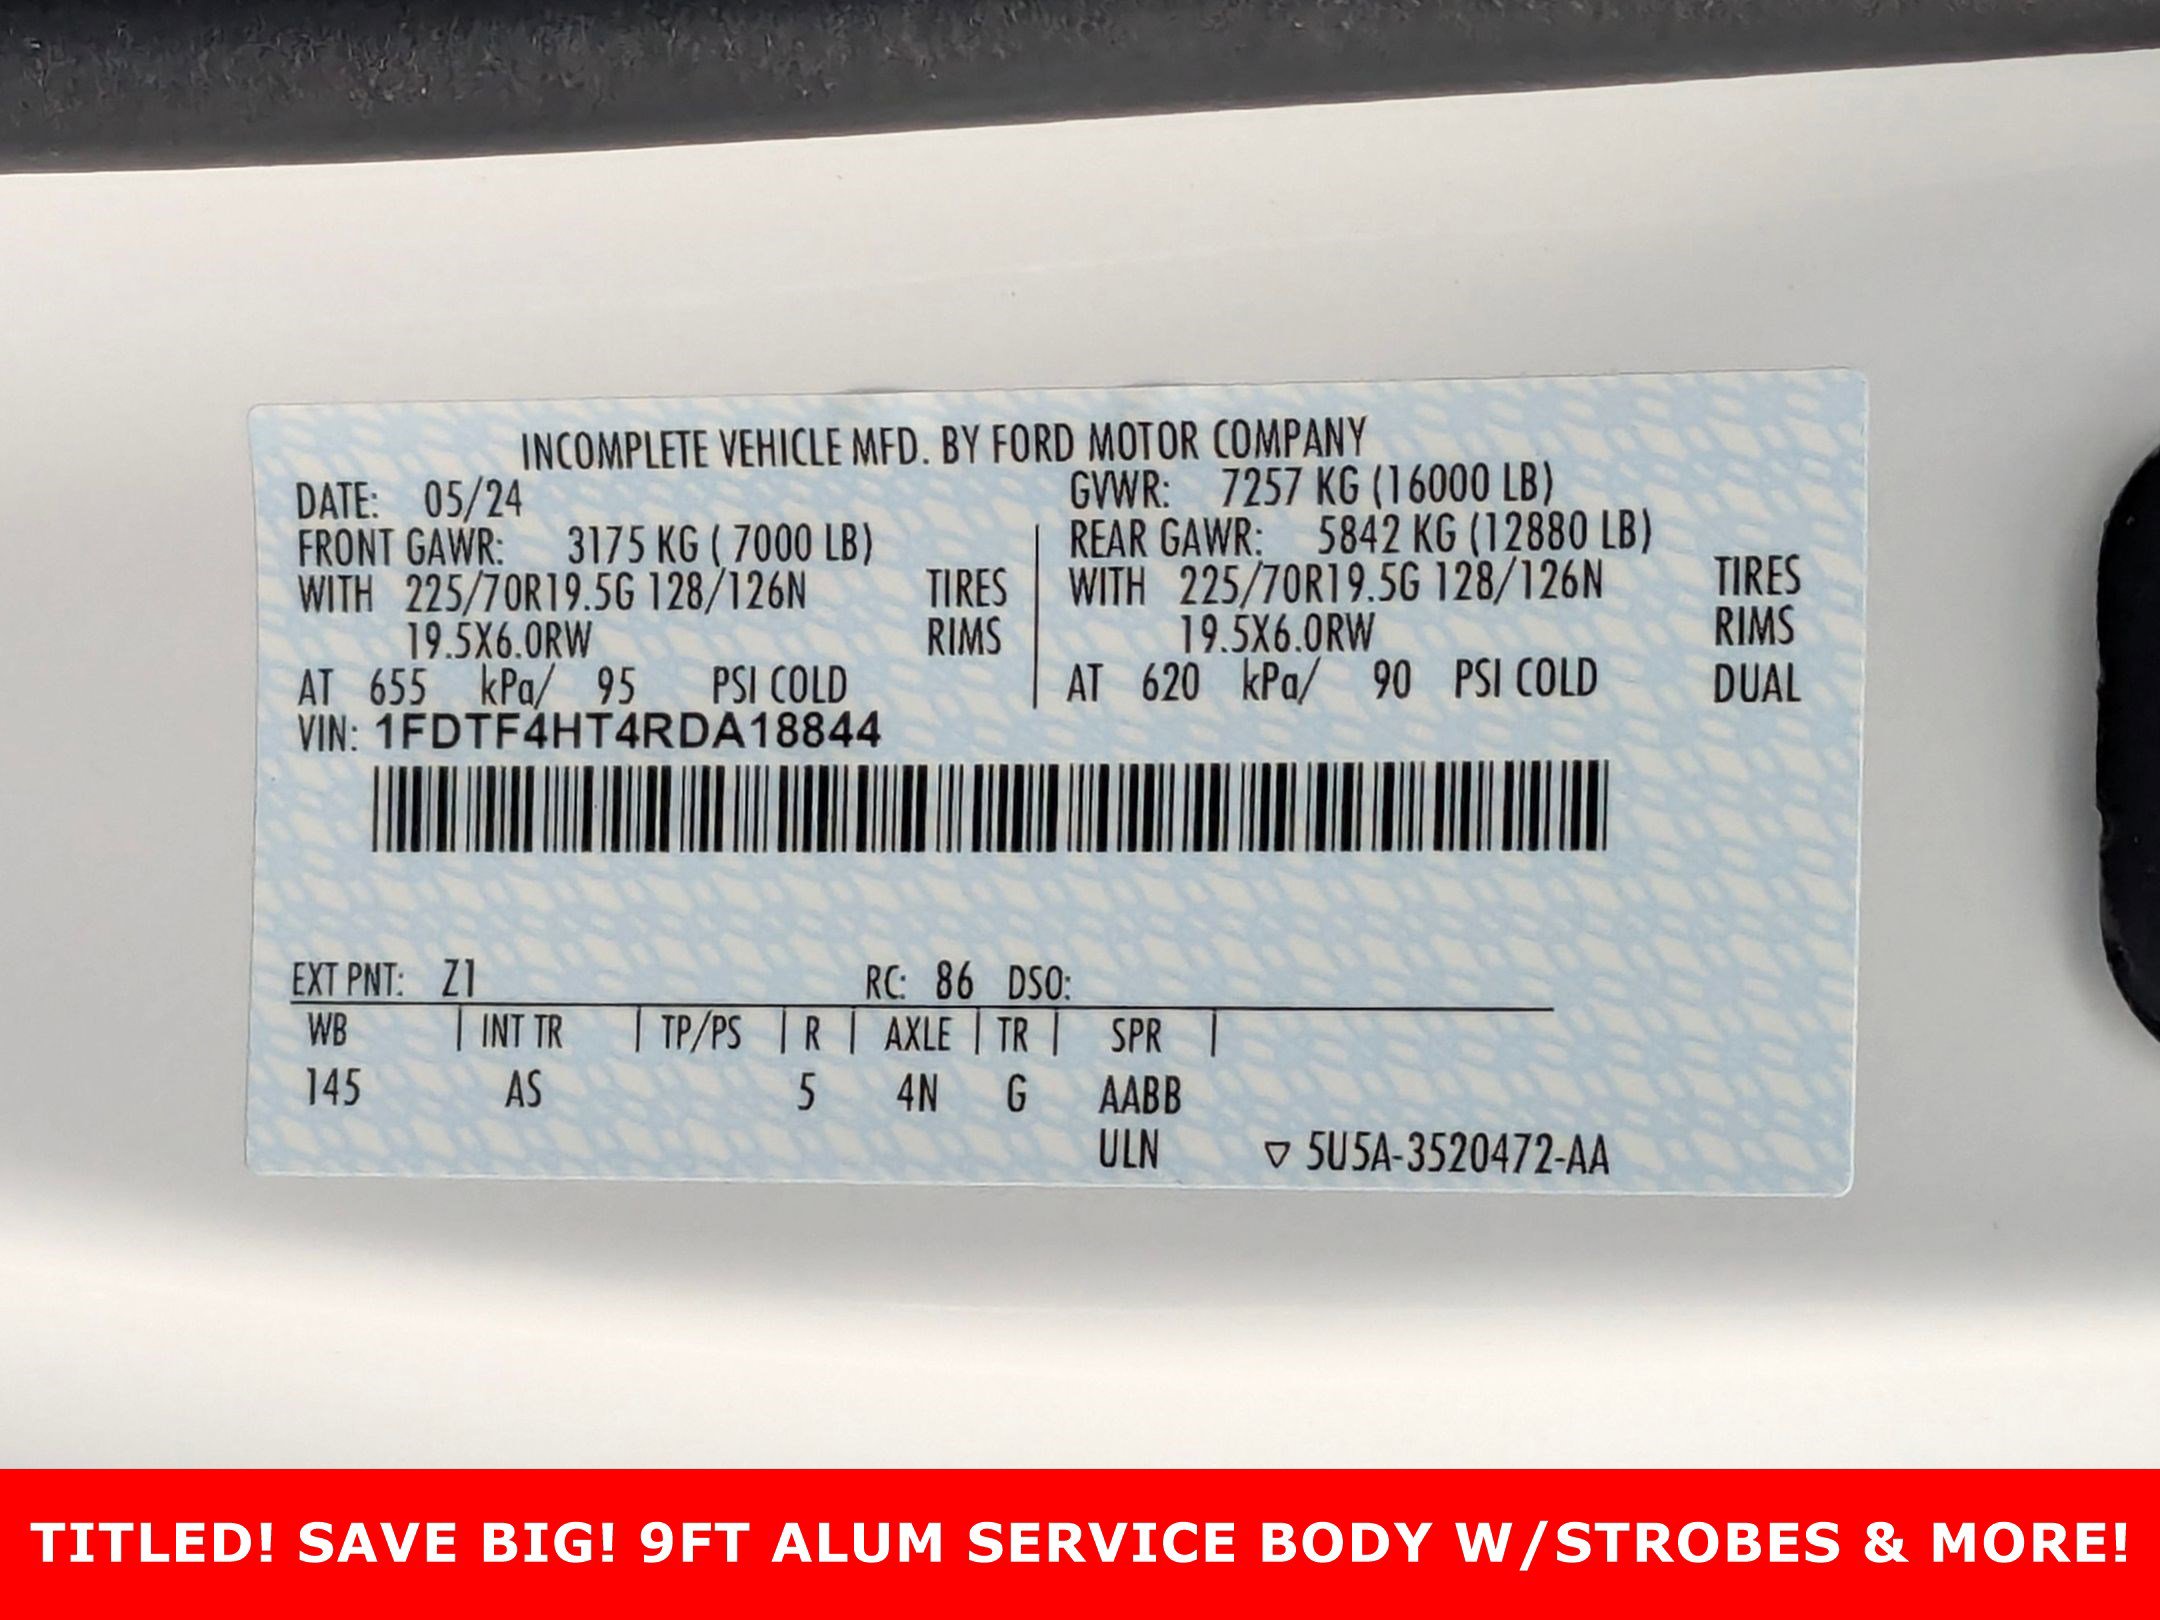 INCOMPLETE VEHICLE MFD. BY FORD MOTOR COMPANY
DATE: 05/24 GVWR: 7257 KG (16000 LB)
FRONT GAWR: 3175 KG ( 7000 LB) REAR GAWR: 5842 KG (12880 LB)
WITH 225/70R19.5G 128/126N TIRES WITH 225/70R19.5G 128/126N TIRES
19.5X6.0RW RIMS 19.5X6.0RW RIMS
AT 655 kPa/ 95 PSI COLD AT 620 kPa/ 90 PSI COLD DUAL
VIN: 1FDTF4HT4RDA18844
EXT PNT: Z1 RC: 86 DSO:
WB | INT TR | TP/PS | R | AXLE | TR | SPR |
145 AS 5 4N G AABB
ULN ▽ 5U5A-3520472-AA
TITLED! SAVE BIG! 9FT ALUM SERVICE BODY W/STROBES & MORE!